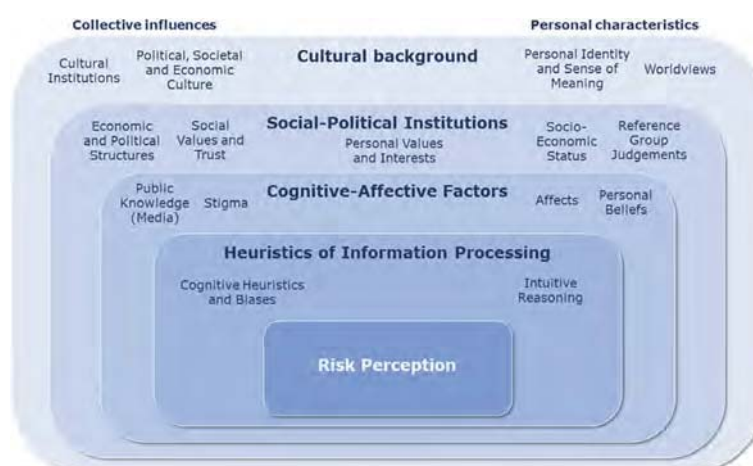 Collective influences
Personal characteristics
Cultural background
Cultural
Institutions
Political, Societal
and Economic
Culture
Personal Identity
and Sense of
Meaning
Worldviews
Social-Political Institutions
Economic
and Political
Structures
Social
Values and
Trust
Personal Values
and Interests
Socio-
Economic
Status
Reference
Group
Judgements
Cognitive-Affective Factors
Public
Knowledge
(Media)
Stigma
Affects
Personal
Beliefs
Heuristics of Information Processing
Cognitive Heuristics
and Biases
Intuitive
Reasoning
Risk Perception